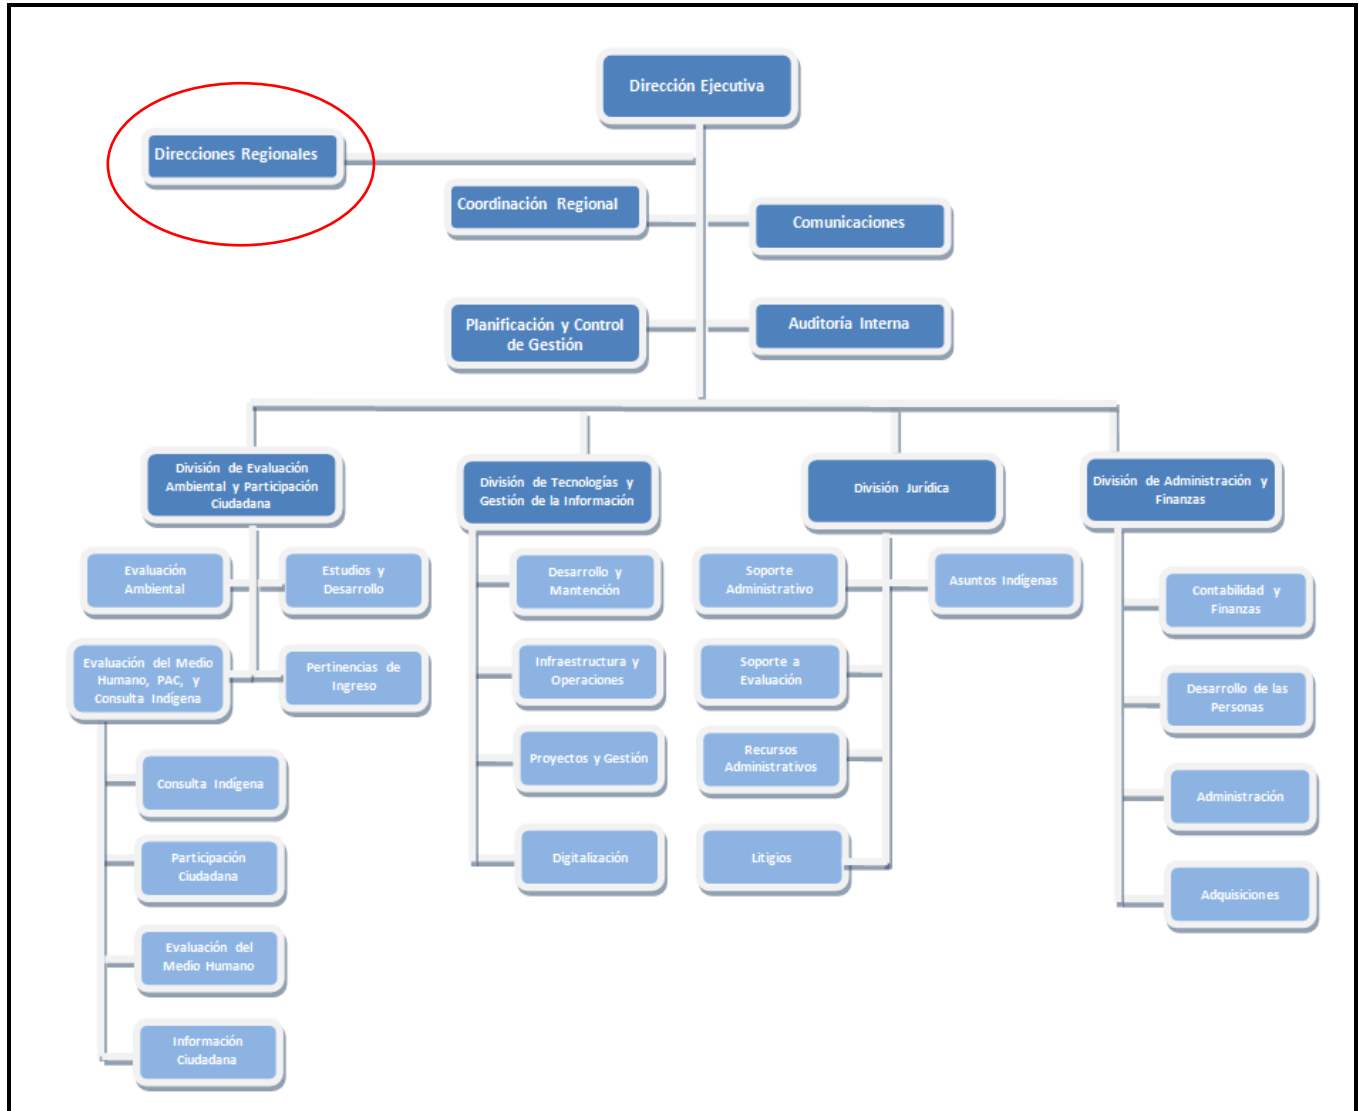 Dirección Ejecutiva
Direcciones Regionales
Coordinación Regional
Comunicaciones
Planificación y Control
de Gestión
Auditoría Interna
División de Evaluación
Ambiental y Participación
Ciudadana
División de Tecnologías y
Gestión de la Información
División Jurídica
División de Administración y
Finanzas
Evaluación
Ambiental
Estudios y
Desarrollo
Evaluación del Medio
Humano, PAC, y
Consulta Indígena
Pertinencias de
Ingreso
Consulta Indígena
Participación
Ciudadana
Evaluación del
Medio Humano
Información
Ciudadana
Desarrollo y
Mantención
Infraestructura y
Operaciones
Proyectos y Gestión
Digitalización
Soporte
Administrativo
Asuntos Indígenas
Soporte a
Evaluación
Recursos
Administrativos
Litigios
Contabilidad y
Finanzas
Desarrollo de las
Personas
Administración
Adquisiciones